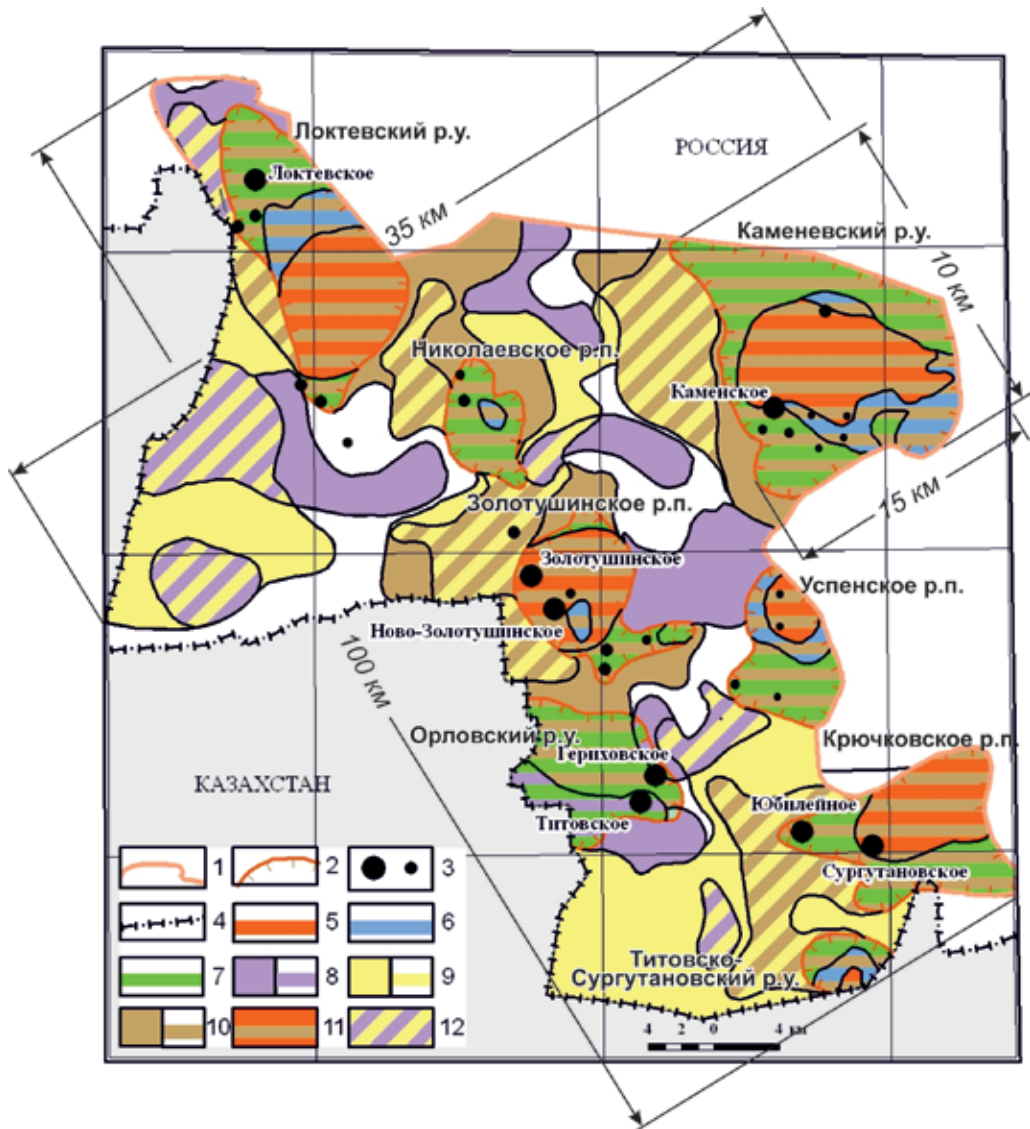 Локтевский р.у.
РОССИЯ
Локтевское
35 км
Каменевский р.у.
10 км
Николаевское р.п.
Каменское
15 км
Золотушинское р.п.
Золотушинское
Успенское р.п.
Ново-Золотушинское
100 км
Орловский р.у.
Гериховское
Крючковское р.п.
КАЗАХСТАН
Юбилейное
Титовское
Сургутановское
Титовско-
Сургутановский р.у.
1 2 3
4 5 6
7 8 9
10 11 12
4 2 0 4 км